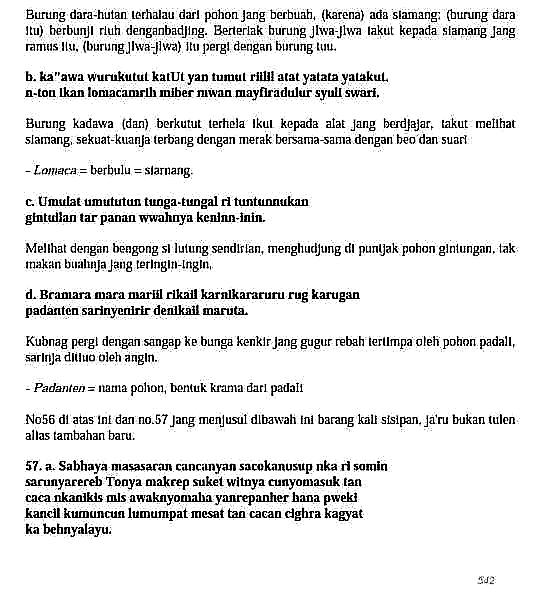 Burung dara-hutan terhalau dari pohon jang berbuah, (karena) ada siamang; (burung dara
itu) berbunji riuh denganbadjing. Berteriak burung jiwa-jiwa takut kepada siamang jang
ramus itu, (burung jiwa-jiwa) itu pergi dengan burung tuu.
b. ka"awa wurukutut katUt yan tumut riilil atat yatata yatakut.
n-ton ikan lomacamrih miber mwan mayfiradulur syuli swari.
Burung kadawa (dan) berkutut terhela ikut kepada alat jang berdjajar, takut melihat
siamang, sekuat-kuanja terbang dengan merak bersama-sama dengan beo dan suari
- Lomaca = berbulu = siarnang.
c. Umulat umututun tunga-tungal ri tuntunnukan
gintuilan tar panan wwahnya keninn-inin.
Melihat dengan bengong si lutung sendirian, menghudjung di puntjak pohon gintungan, tak
makan buahnja jang teringin-ingin,
d. Bramara mara mariil rikail karnikararuru rug karugan
padanten sarinyenirir denikail maruta.
Kubnag pergi dengan sangap ke bunga kenkir jang gugur rebah tertimpa oleh pohon padali,
sarinja ditiuo oleh angin.
- Padanten = nama pohon, bentuk krama dari padali
No56 di atas ini dan no.57 jang menjusul dibawah ini barang kali sisipan, ja'ru bukan tulen
alias tambahan baru.
57. a. Sabhaya masasaran cancanyan sacokanusup nka ri somin
sarunyarereb Tonya makrep suket witnya cunyomasuk tan
caca nkanikis mis awaknyomaha yanrepanher hana pweki
kancil kumuncun lumumpat mesat tan cacan cighra kagyat
ka behnyalayu.
542